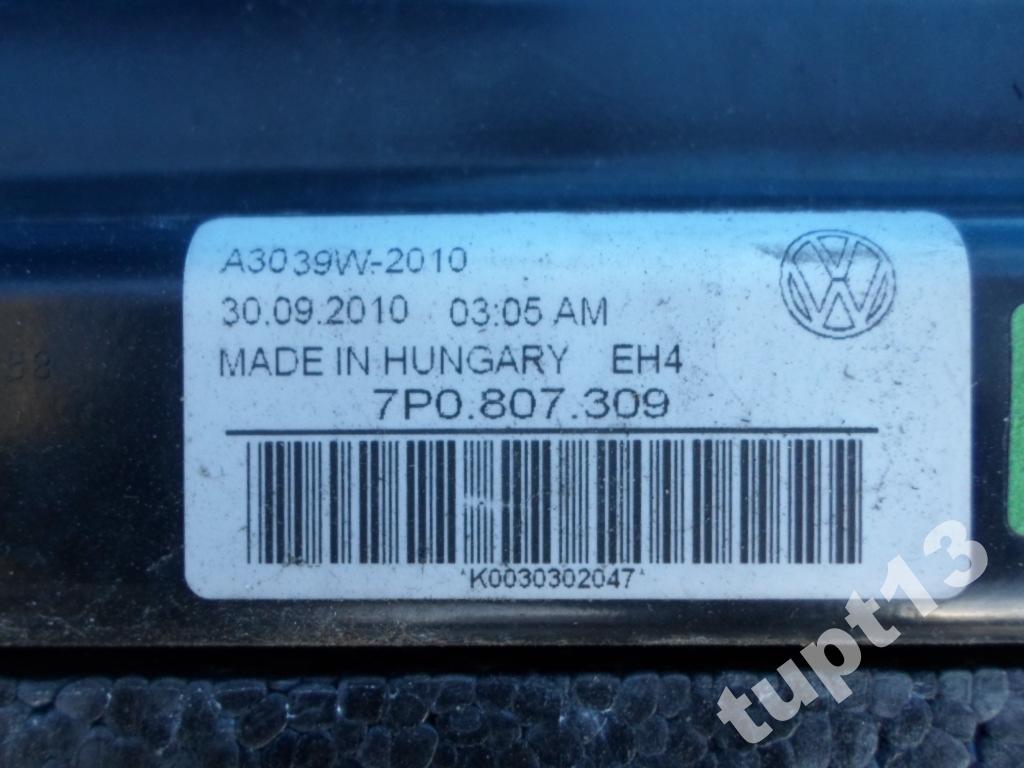 A3039W-2010
30.09.2010 03:05 AM
MADE IN HUNGARY EH4
7P0.807.309
*K0030302047*
tupt13